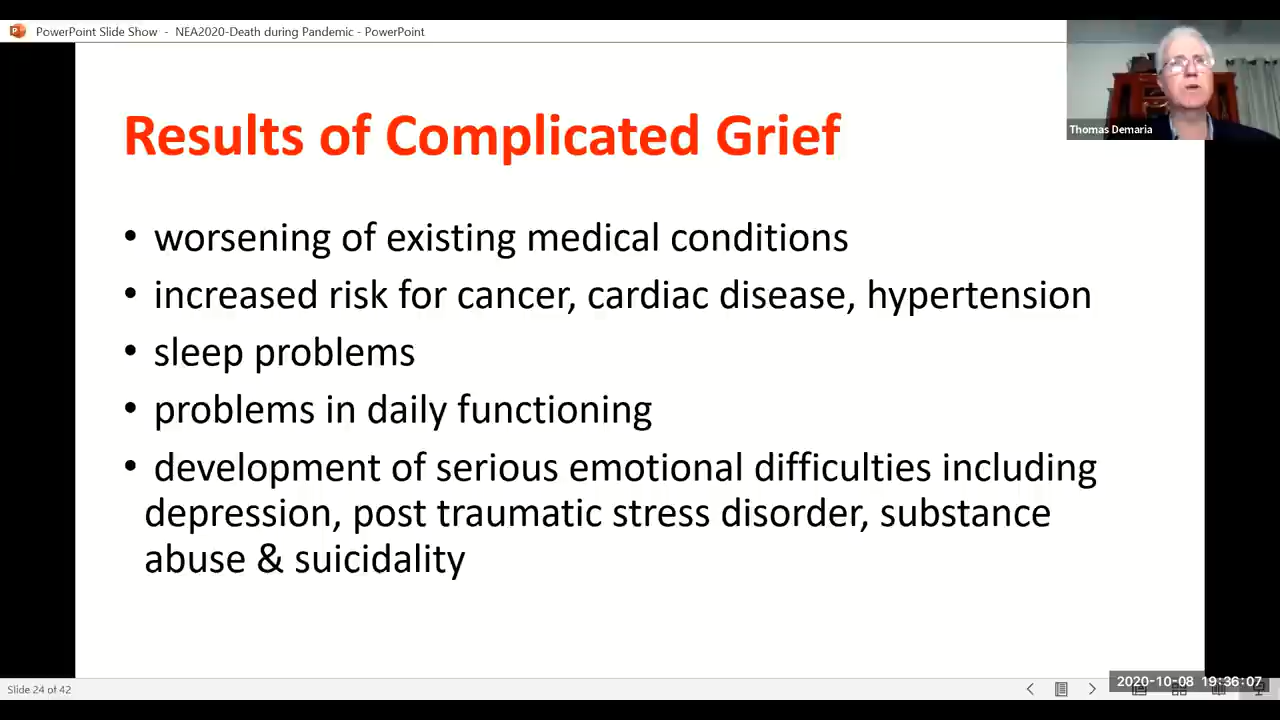 PowerPoint Slide Show - NEA2020-Death during Pandemic - PowerPoint
Thomas Demaria
Results of Complicated Grief
• worsening of existing medical conditions
• increased risk for cancer, cardiac disease, hypertension
• sleep problems
• problems in daily functioning
• development of serious emotional difficulties including
depression, post traumatic stress disorder, substance
abuse & suicidality
Slide 24 of 42
2020-10-08 19:36:07